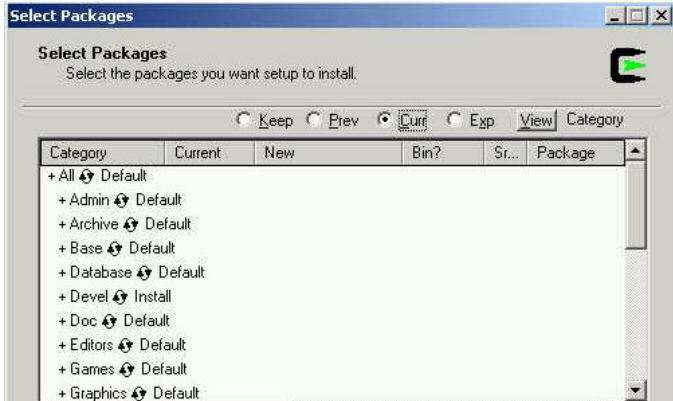 Select Packages
Select Packages
Select the packages you want setup to install.
Keep Prev Curr Exp View Category
Category Current New Bin? Sr... Package
+ All Default
+ Admin Default
+ Archive Default
+ Base Default
+ Database Default
+ Devel Install
+ Doc Default
+ Editors Default
+ Games Default
+ Graphics Default